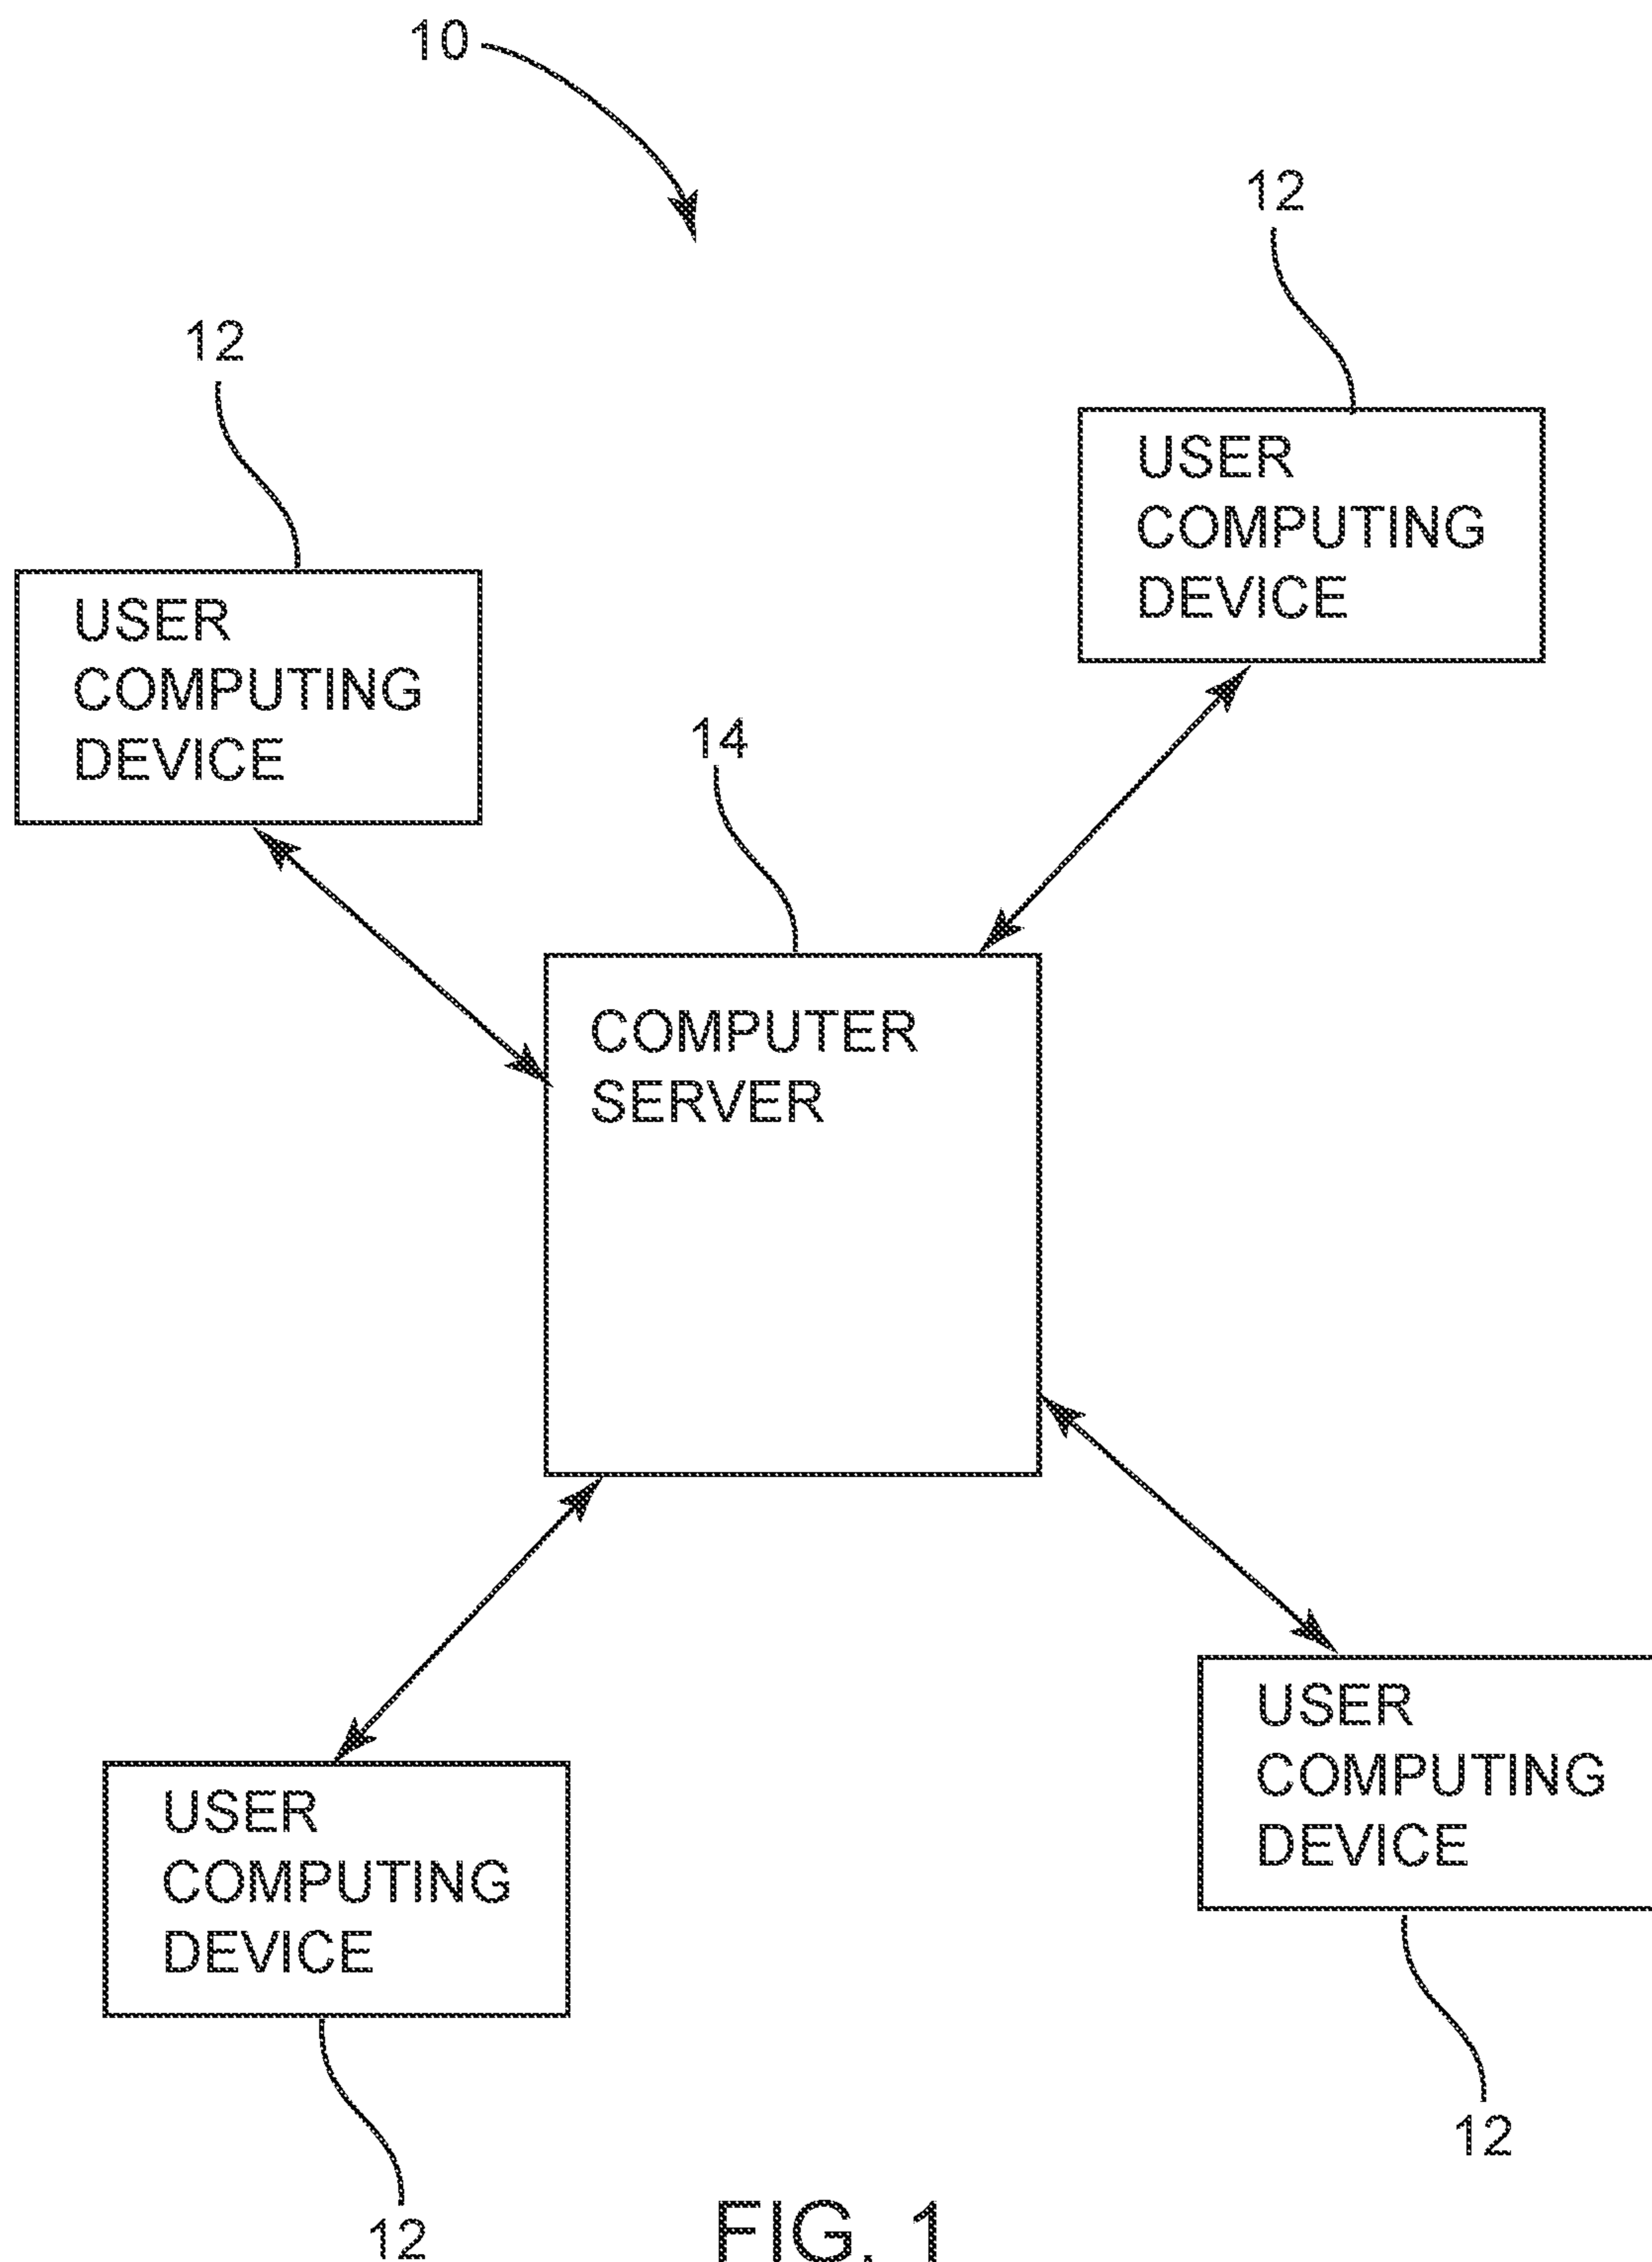 10
12
12
USER
COMPUTING
DEVICE
USER
COMPUTING
DEVICE
14
COMPUTER
SERVER
USER
COMPUTING
DEVICE
USER
COMPUTING
DEVICE
12
12
FIG. 1